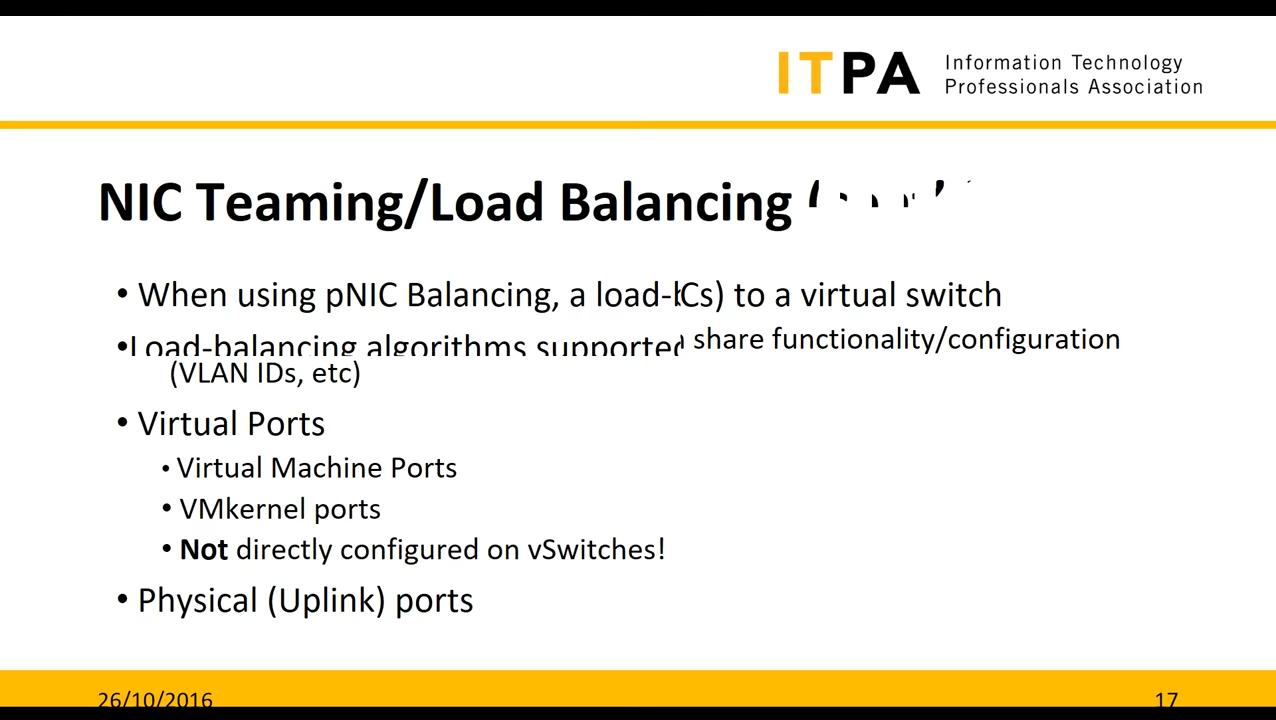 ITPA Information Technology
Professionals Association
NIC Teaming/Load Balancing
• When using pNIC Balancing, a load- Cs) to a virtual switch
• Load-balancing algorithms supported share functionality/configuration
(VLAN IDs, etc)
• Virtual Ports
• Virtual Machine Ports
• VMkernel ports
• Not directly configured on vSwitches!
• Physical (Uplink) ports
26/10/2016 17